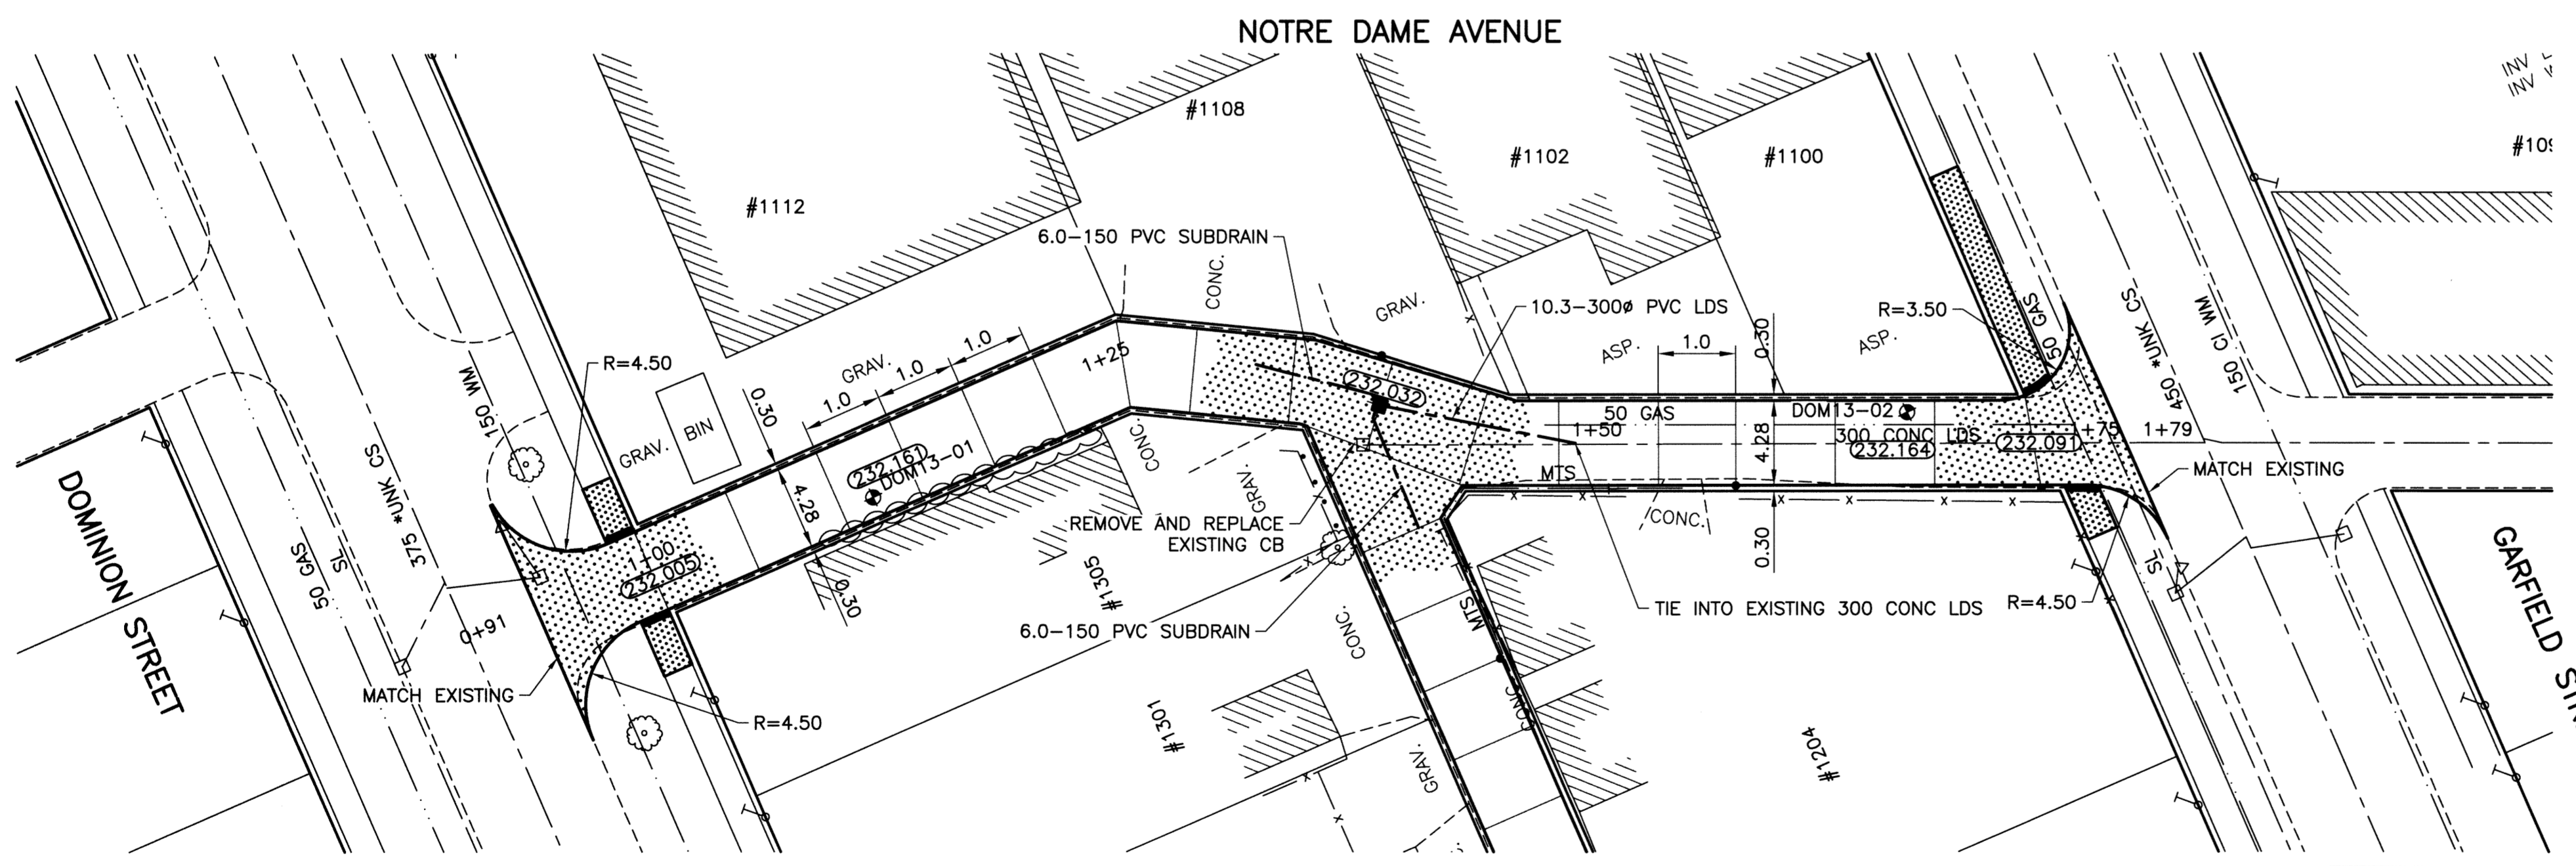 NOTRE DAME AVENUE
INV
INV
#1108
#1102
#1100
#109
#1112
6.0-150 PVC SUBDRAIN
CONC.
GRAV.
10.3-300ø PVC LDS
R=3.50
50 GAS
450 *UNK CS
150 CI WM
0.30
ASP.
1.0
ASP.
R=4.50
150 WM
GRAV.
1.0
1.0
1.0
1+25
232.032
BIN
GRAV.
0.30
50 GAS
DOM13-02
1+50
4.28
300 CONC LDS
232.164
232.091
1+75
1+79
MATCH EXISTING
DOMINION STREET
375 *UNK CS
50 GAS
SL
232.161
DOM13-01
4.28
CONC.
GRAV.
MTS
REMOVE AND REPLACE
EXISTING CB
CONC.
0.30
1+00
232.005
0.30
#1305
0+91
6.0-150 PVC SUBDRAIN
CONC.
MTS
TIE INTO EXISTING 300 CONC LDS
R=4.50
SL
GARFIELD ST
MATCH EXISTING
R=4.50
#1301
CONC
GRAV.
#1204